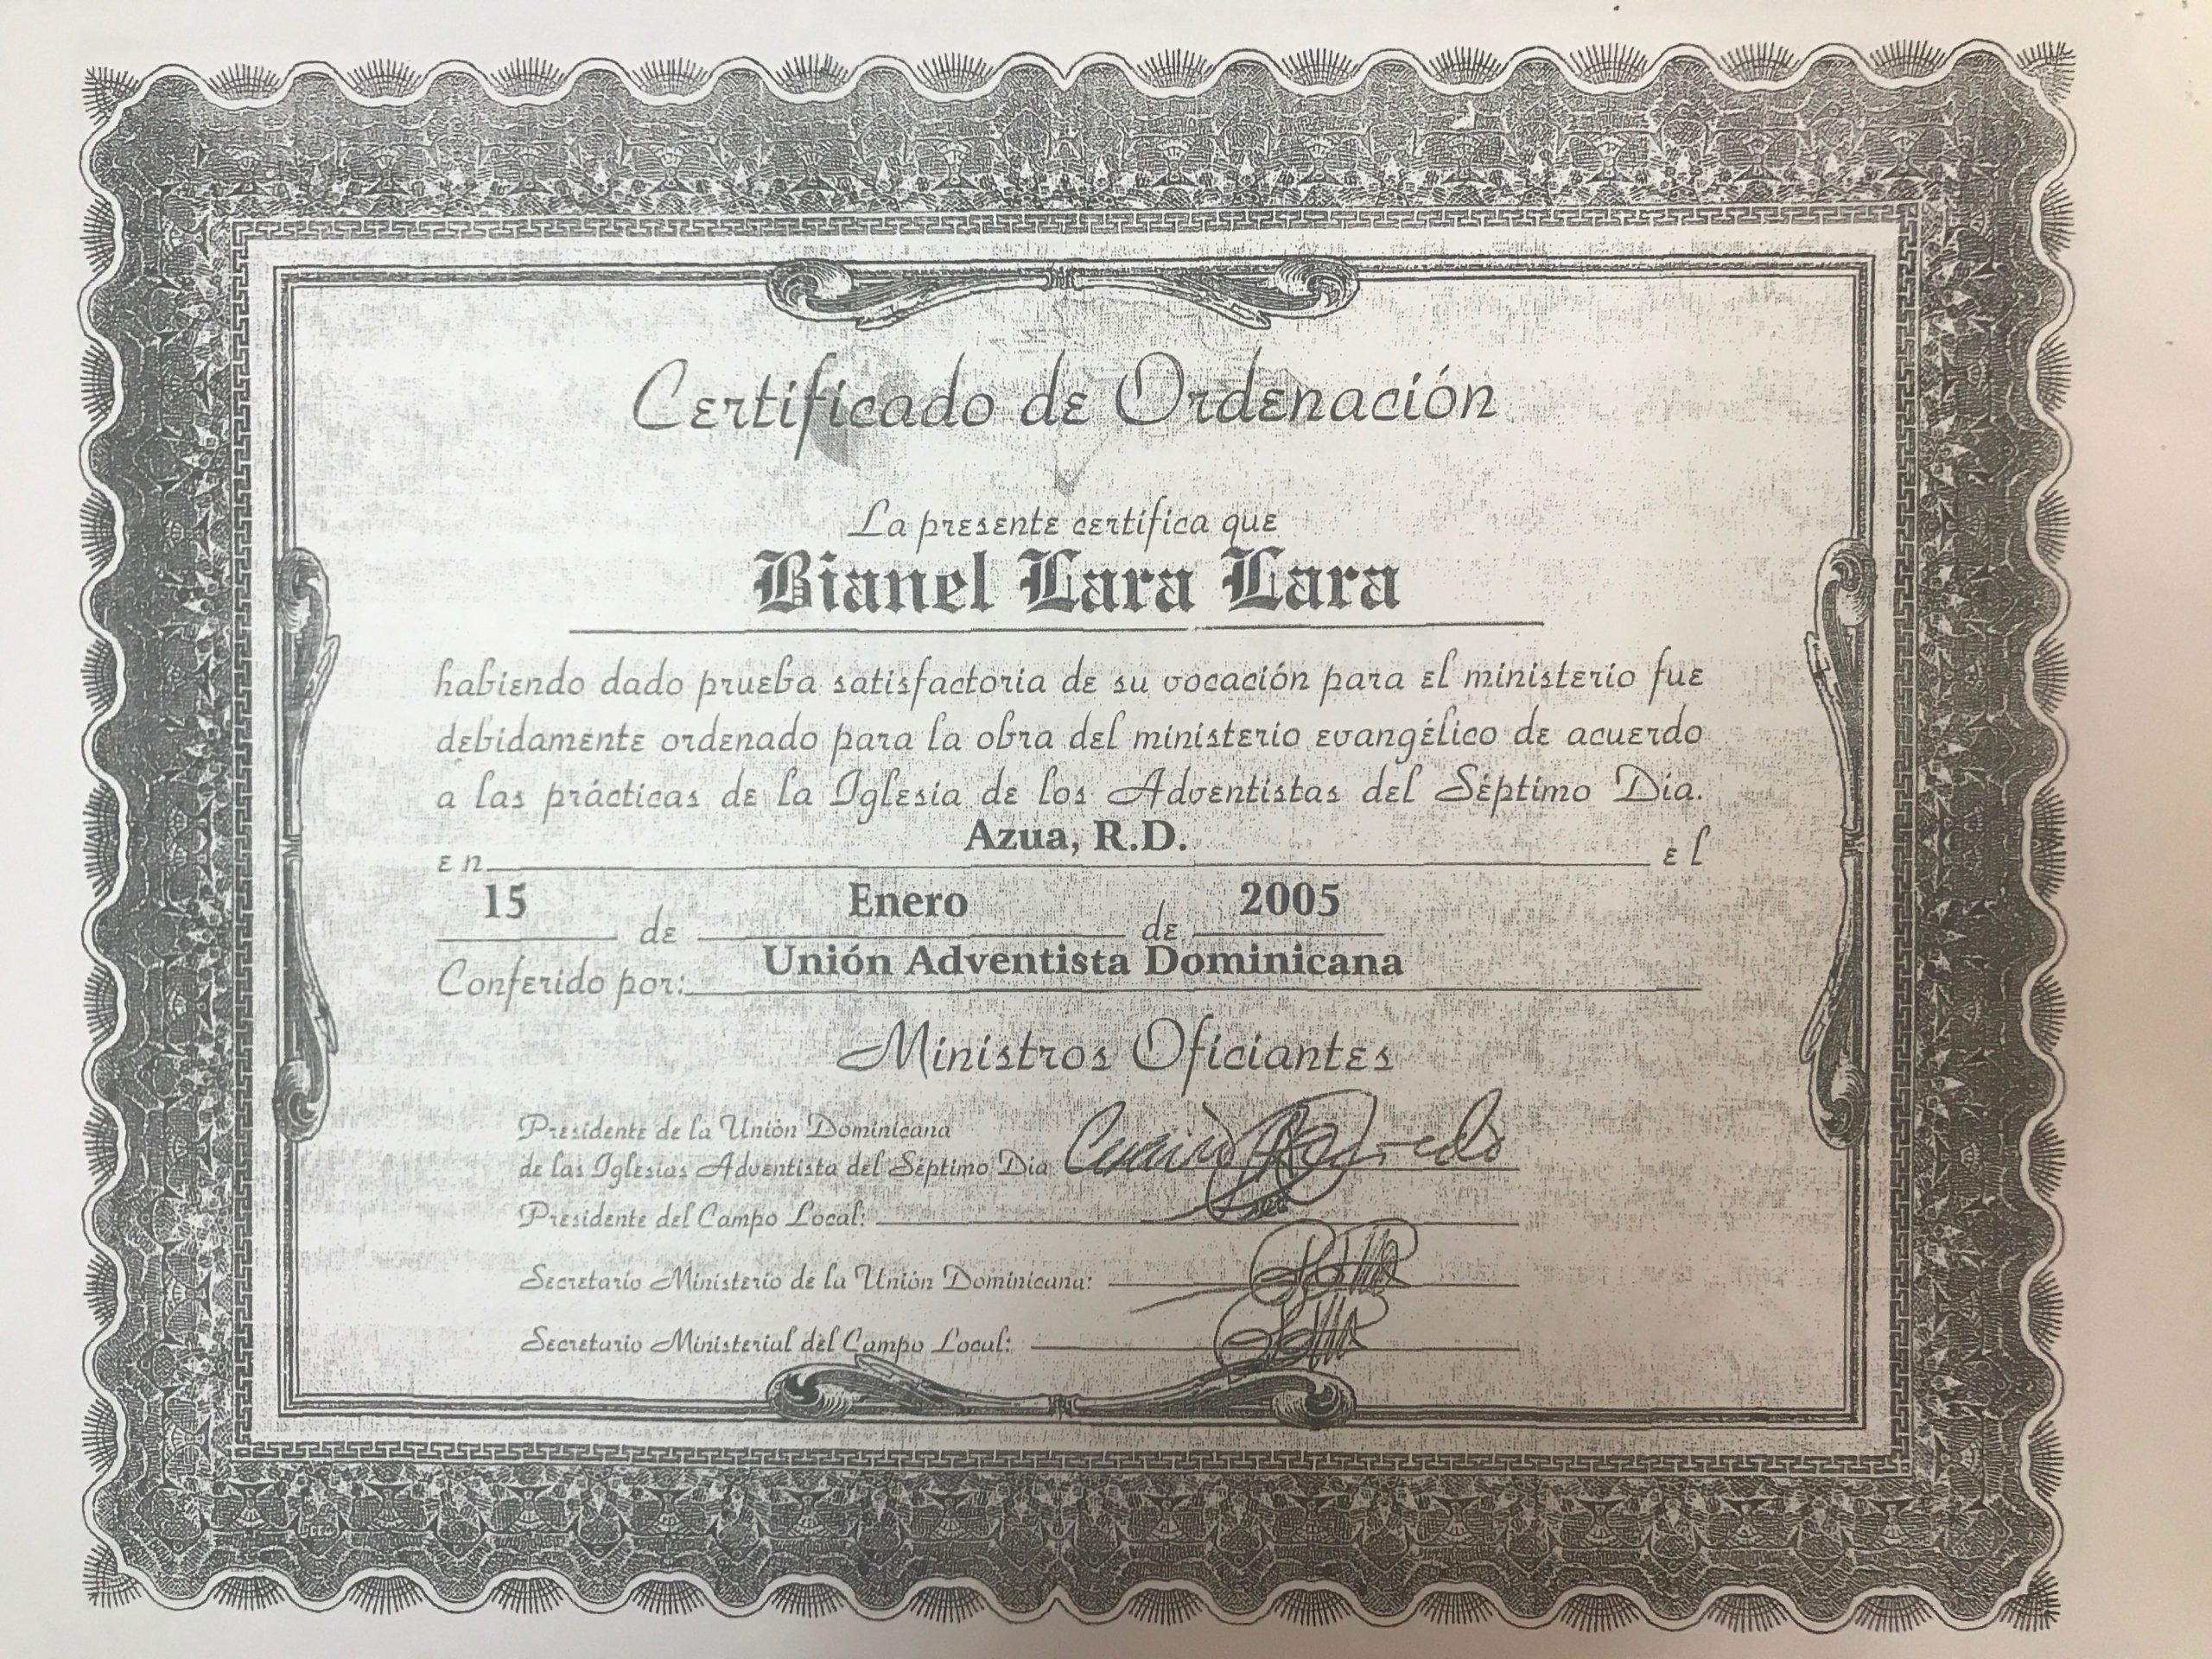 Certificado de Ordenación
La presente certifica que
Bianel Lara Lara
habiendo dado prueba satisfactoria de su vocación para el ministerio fue
debidamente ordenado para la obra del ministerio evangélico de acuerdo
a las prácticas de la Iglesia de los Adventistas del Séptimo Día.
en Azua, R.D. el
15 de Enero de 2005
Conferido por: Unión Adventista Dominicana
Ministros Oficiantes
Presidente de la Unión Dominicana
de las Iglesias Adventista del Séptimo Día
Presidente del Campo Local:
Secretario Ministerio de la Unión Dominicana:
Secretario Ministerial del Campo Local: